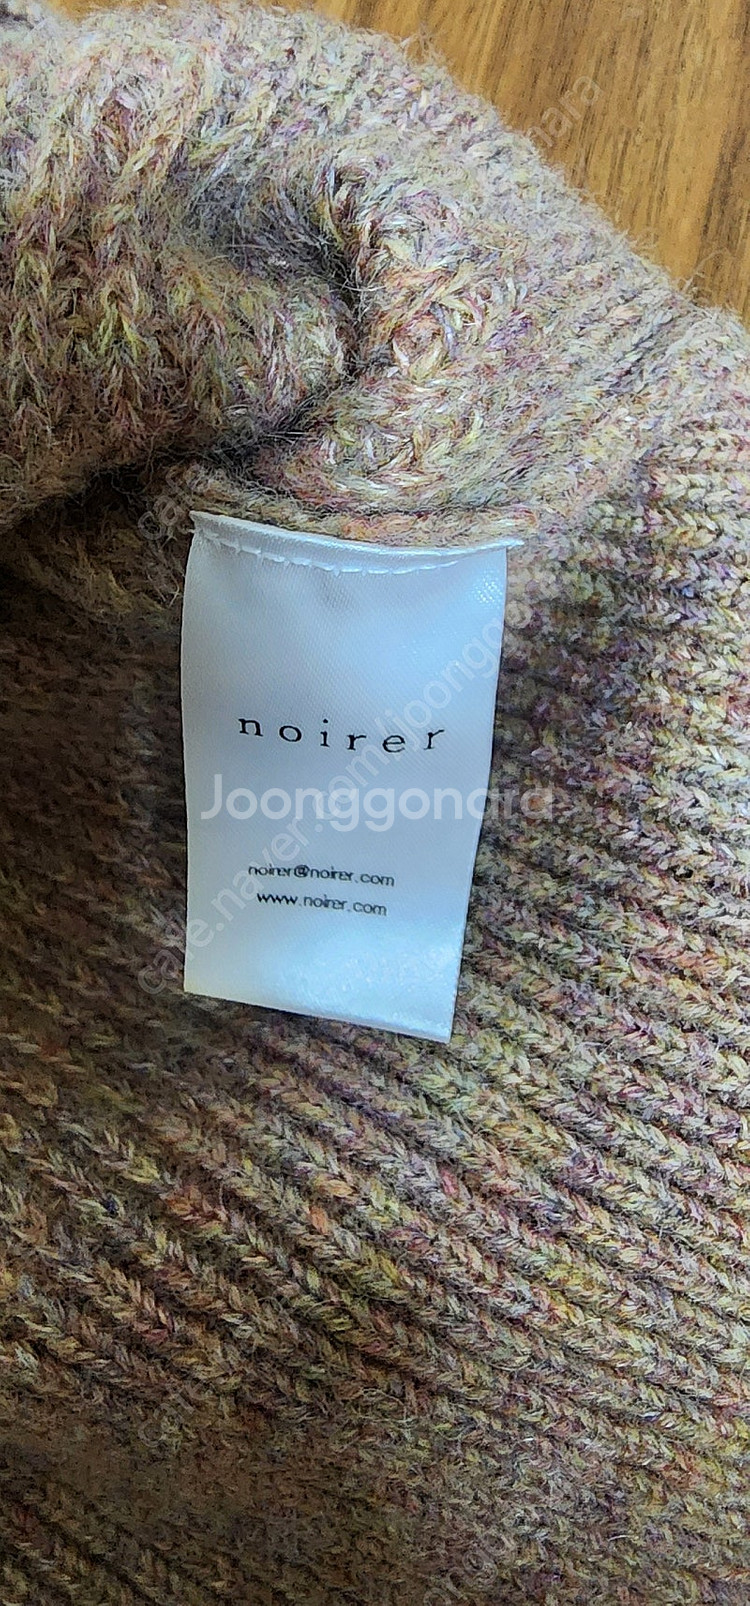 noirer
Joonggonara
noirer@noirer.com
www.noirer.com
cafe.naver.com/joonggonara